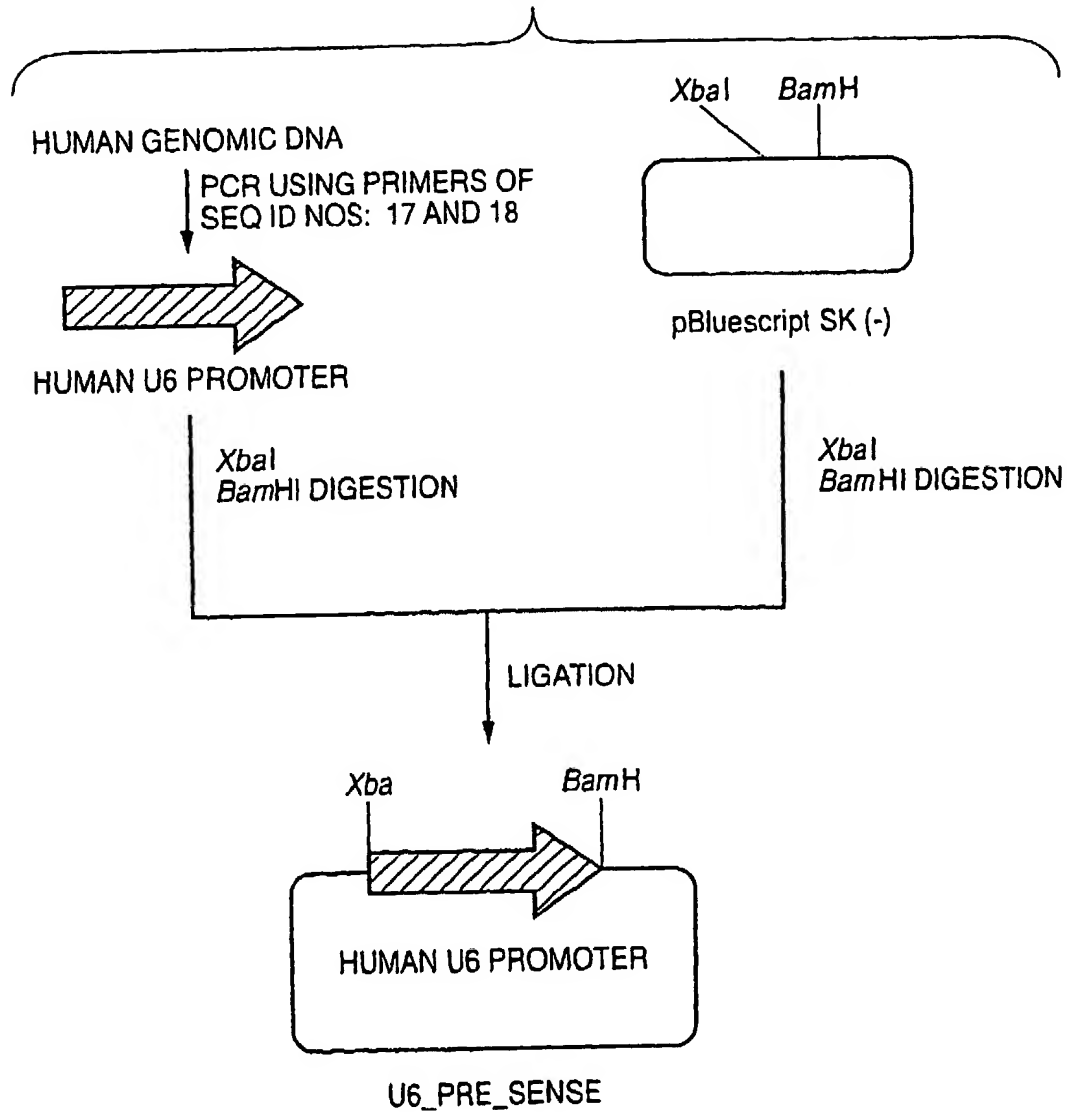 XbaI BamH
HUMAN GENOMIC DNA
PCR USING PRIMERS OF
SEQ ID NOS: 17 AND 18
pBluescript SK (-)
HUMAN U6 PROMOTER
XbaI
BamHI DIGESTION
XbaI
BamHI DIGESTION
LIGATION
Xba BamH
HUMAN U6 PROMOTER
U6_PRE_SENSE